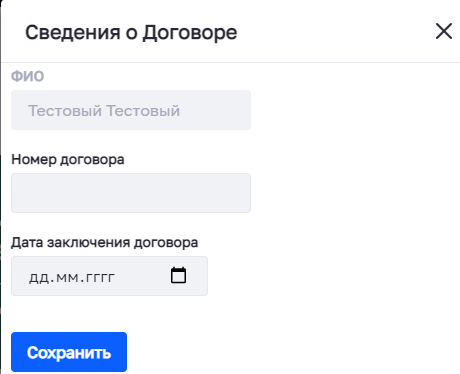 Сведения о Договоре
ФИО
Тестовый Тестовый
Номер договора
Дата заключения договора
дд.мм.гггг
Сохранить